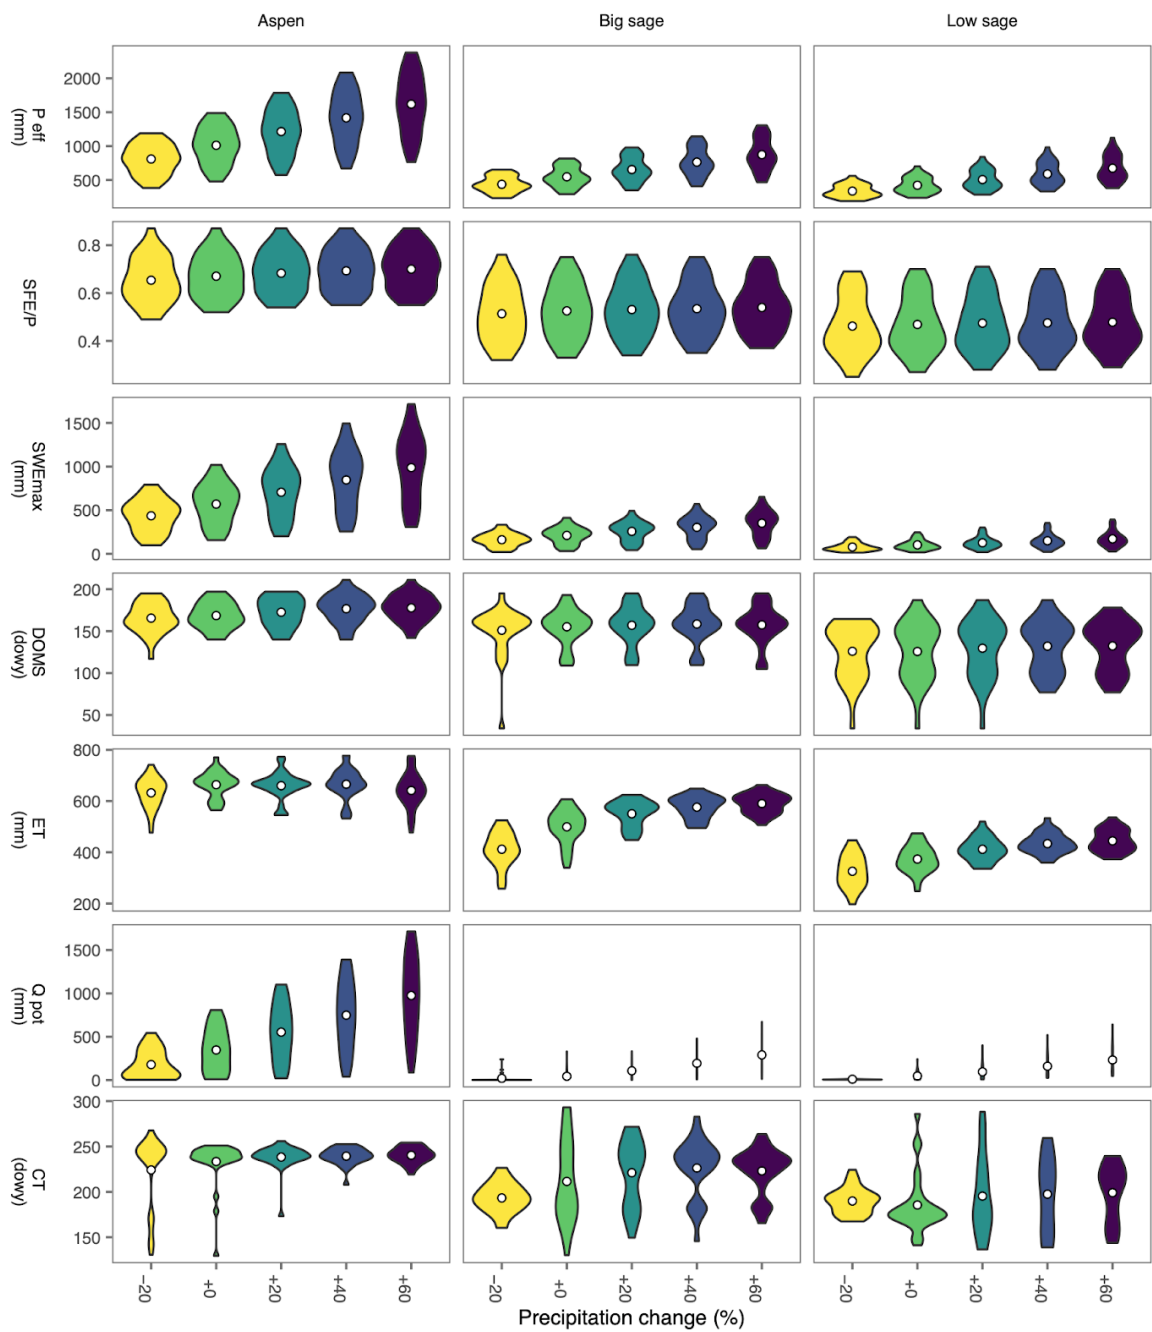 Aspen Big sage Low sage
P eff
(mm)
2000
1500
1000
500
SFE/P
0.8
0.6
0.4
SWEmax
(mm)
1500
1000
500
0
DOMS
(dowy)
200
150
100
50
ET
(mm)
800
600
400
200
Q pot
(mm)
1500
1000
500
0
CT
(dowy)
300
250
200
150
−20 +0 +20 +40 +60 −20 +0 +20 +40 +60 −20 +0 +20 +40 +60
Precipitation change (%)